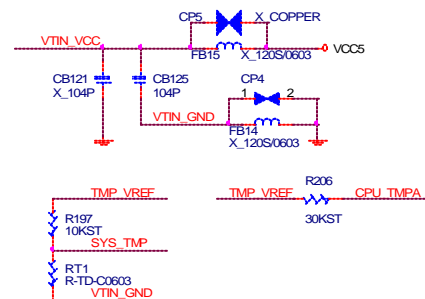 CP5 X_COPPER
VTIN_VCC
FB15 X_120S/0603
VCC5
CB121
X_104P
CB125
104P
CP4
1 2
VTIN_GND
FB14
X_120S/0603
TMP_VREF
R197
10KST
SYS_TMP
RT1
R-TD-C0603
VTIN_GND
R206
TMP_VREF CPU_TMPA
30KST